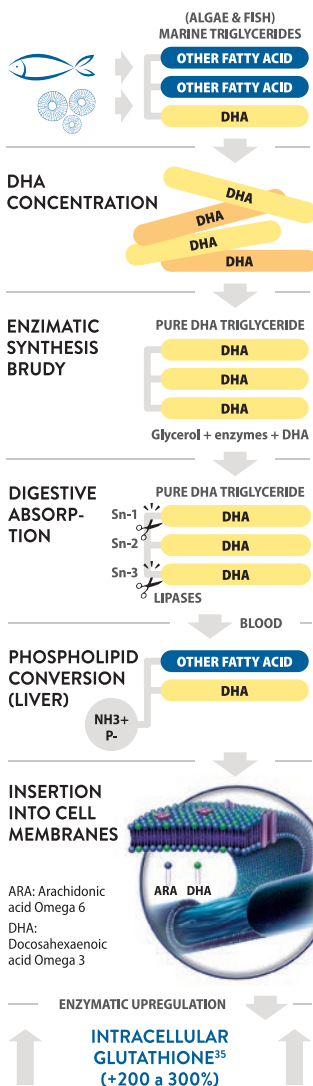 (ALGAE & FISH)
MARINE TRIGLYCERIDES
OTHER FATTY ACID
OTHER FATTY ACID
DHA
DHA
CONCENTRATION
DHA
DHA
DHA
DHA
ENZIMATIC
SYNTHESIS
BRUDY
PURE DHA TRIGLYCERIDE
DHA
DHA
DHA
Glycerol + enzymes + DHA
DIGESTIVE
ABSORP-
TION
PURE DHA TRIGLYCERIDE
Sn-1
DHA
Sn-2
DHA
Sn-3
DHA
LIPASES
BLOOD
PHOSPHOLIPID
CONVERSION
(LIVER)
OTHER FATTY ACID
DHA
NH3+
P-
INSERTION
INTO CELL
MEMBRANES
ARA DHA
ARA: Arachidonic
acid Omega 6
DHA:
Docosahexaenoic
acid Omega 3
ENZYMATIC UPREGULATION
INTRACELLULAR
GLUTATHIONE³⁵
(+200 a 300%)